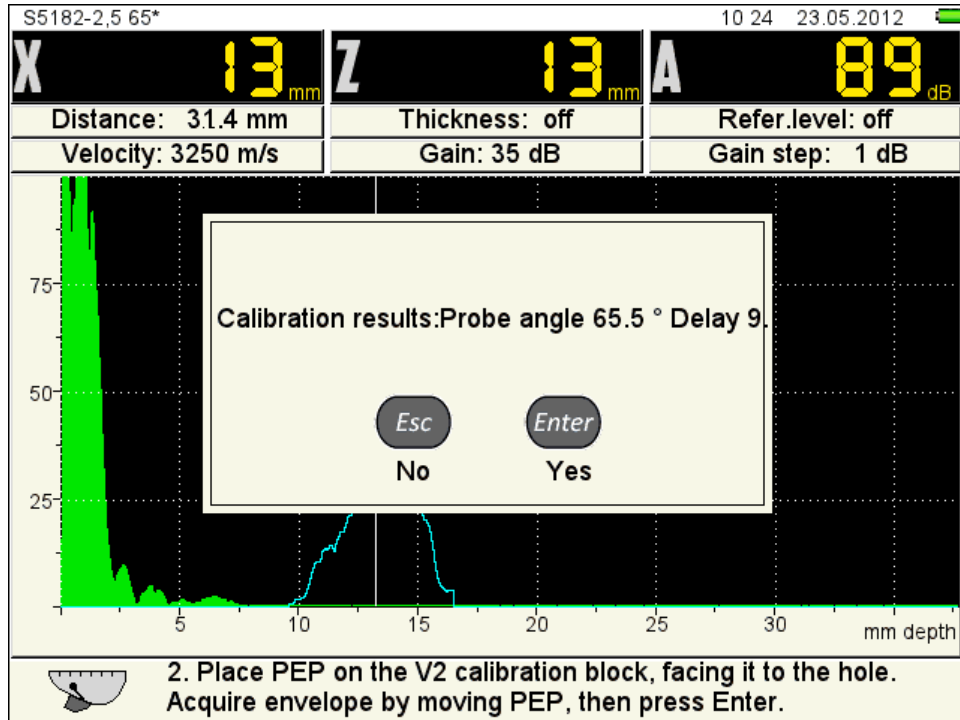 S5182-2,5 65*
10 24 23.05.2012
X 13 mm Z 13 mm A 89 dB
Distance: 31.4 mm Thickness: off Refer.level: off
Velocity: 3250 m/s Gain: 35 dB Gain step: 1 dB
75
Calibration results:Probe angle 65.5 ° Delay 9.
50
Esc Enter
No Yes
25
5 10 15 20 25 30 mm depth
2. Place PEP on the V2 calibration block, facing it to the hole.
Acquire envelope by moving PEP, then press Enter.